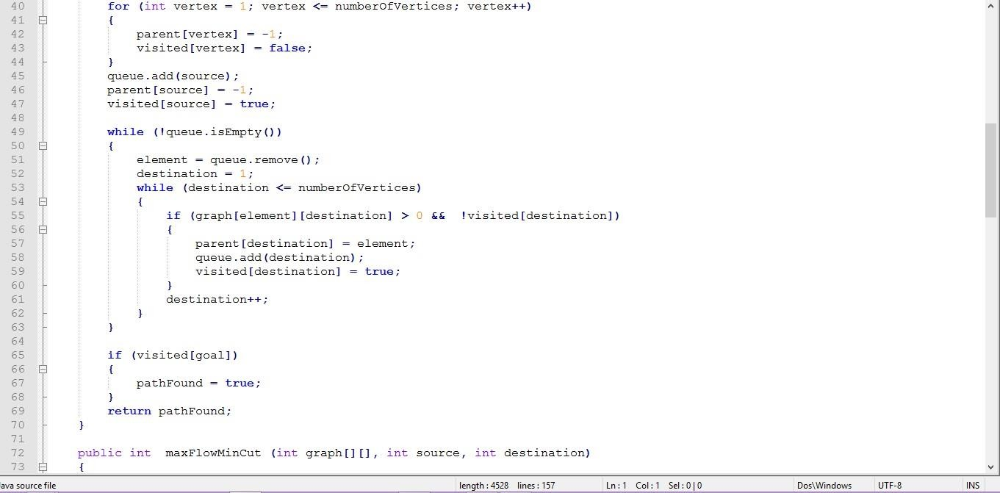 40 for (int vertex = 1; vertex <= numberOfVertices; vertex++)
41 {
42 parent[vertex] = -1;
43 visited[vertex] = false;
44 }
45 queue.add(source);
46 parent[source] = -1;
47 visited[source] = true;
48
49 while (!queue.isEmpty())
50 {
51 element = queue.remove();
52 destination = 1;
53 while (destination <= numberOfVertices)
54 {
55 if (graph[element][destination] > 0 &&  !visited[destination])
56 {
57 parent[destination] = element;
58 queue.add(destination);
59 visited[destination] = true;
60 }
61 destination++;
62 }
63 }
64
65 if (visited[goal])
66 {
67 pathFound = true;
68 }
69 return pathFound;
70 }
71
72 public int  maxFlowMinCut (int graph[][], int source, int destination)
73 {
ava source file length : 4528 lines : 157 Ln : 1 Col : 1 Sel : 0 | 0 Dos\Windows UTF-8 INS